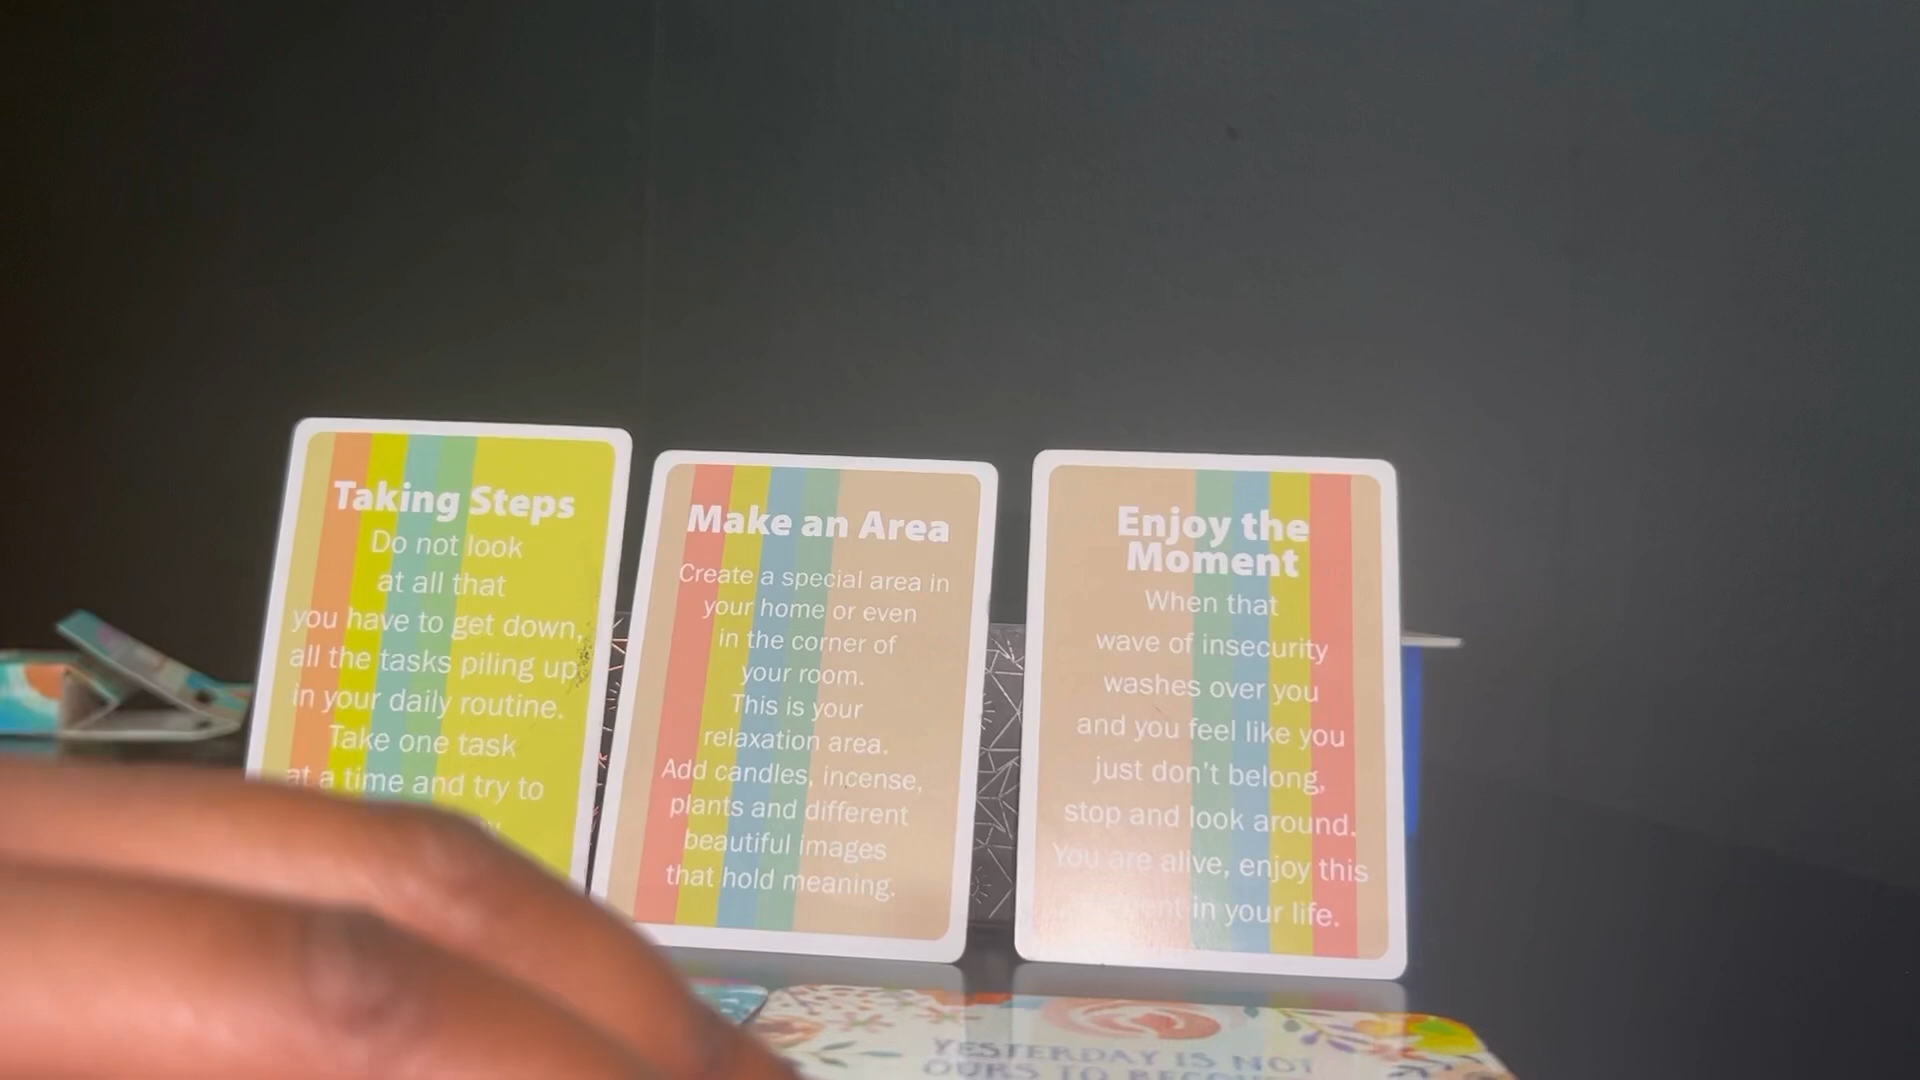 Taking Steps
Do not look
at all that
you have to get down,
all the tasks piling up
in your daily routine.
Take one task
at a time and try to
Make an Area
Create a special area in
your home or even
in the corner of
your room.
This is your
relaxation area.
Add candles, incense,
plants and different
beautiful images
that hold meaning.
Enjoy the
Moment
When that
wave of insecurity
washes over you
and you feel like you
just don't belong,
stop and look around.
You are alive, enjoy this
in your life.
YESTERDAY IS NOT
OURS TO